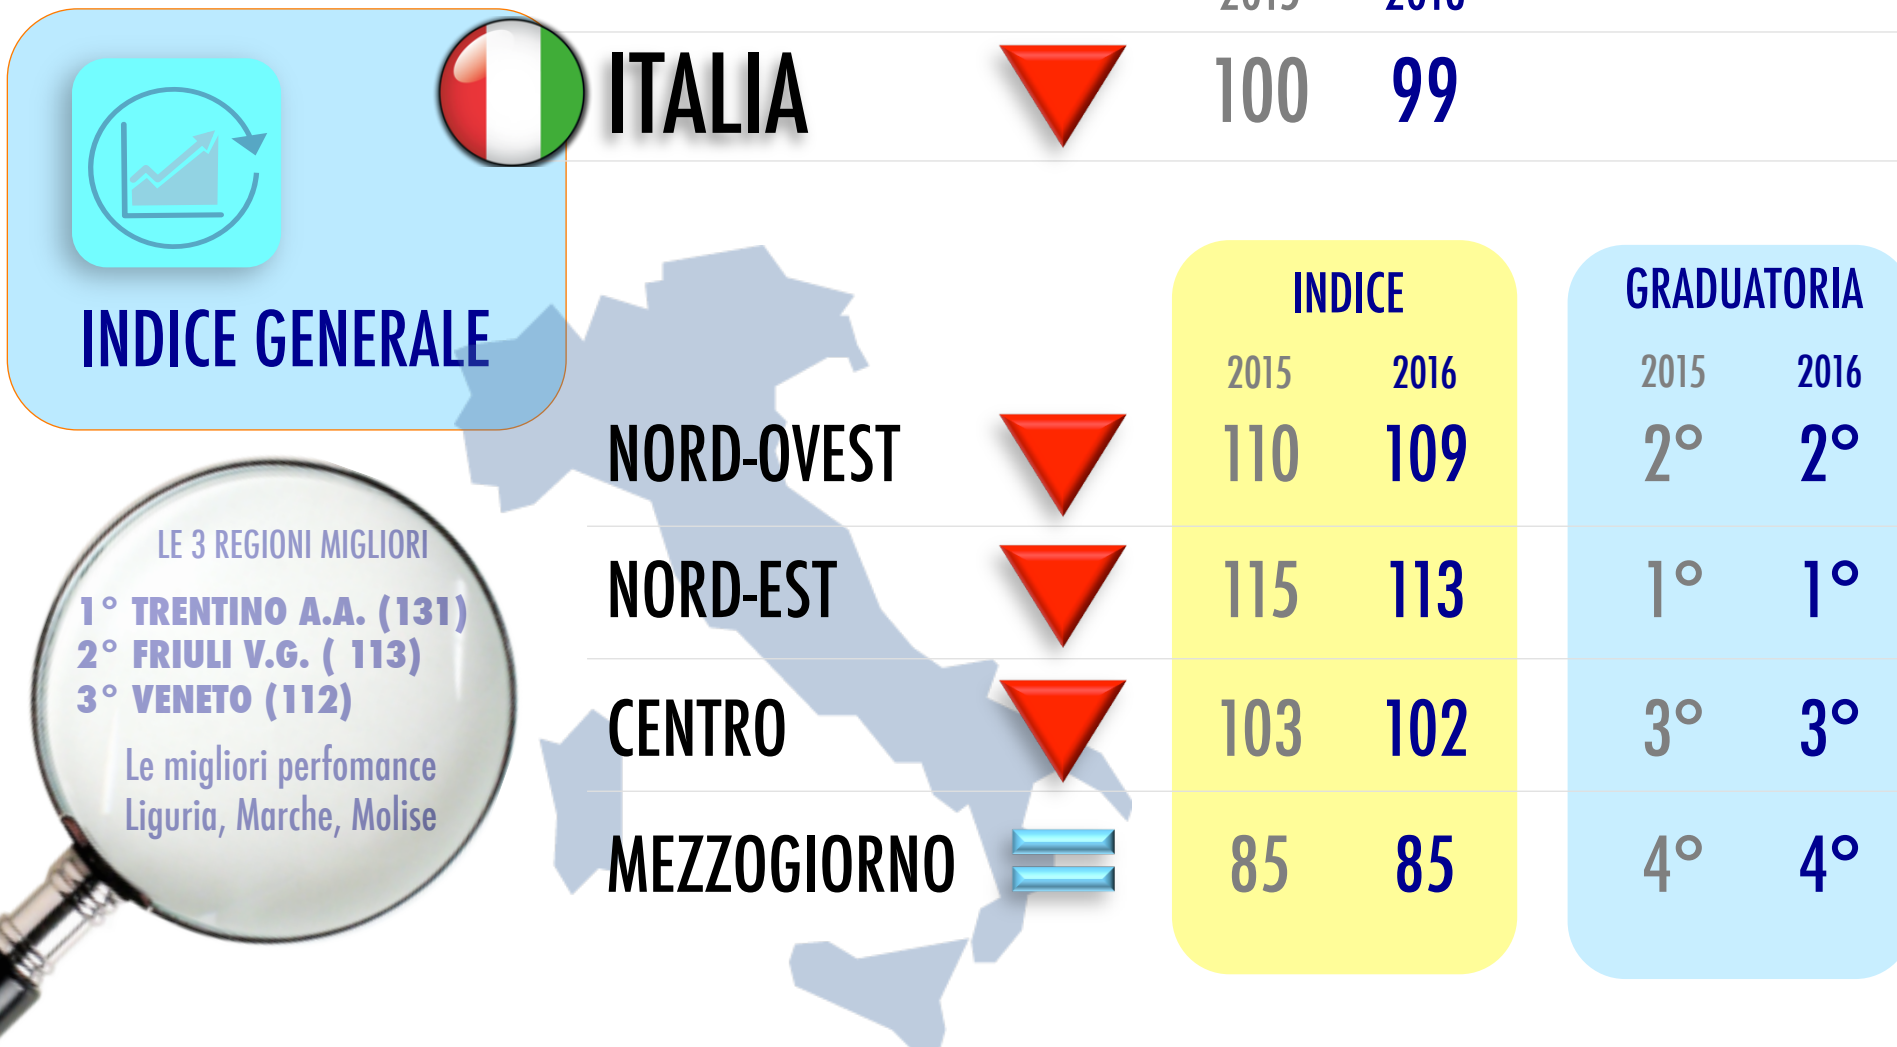 2015 2016
ITALIA 100 99
INDICE GENERALE
INDICE GRADUATORIA
2015 2016 2015 2016
NORD-OVEST 110 109 2° 2°
NORD-EST 115 113 1° 1°
CENTRO 103 102 3° 3°
MEZZOGIORNO 85 85 4° 4°
LE 3 REGIONI MIGLIORI
1° TRENTINO A.A. (131)
2° FRIULI V.G. ( 113)
3° VENETO (112)
Le migliori perfomance
Liguria, Marche, Molise